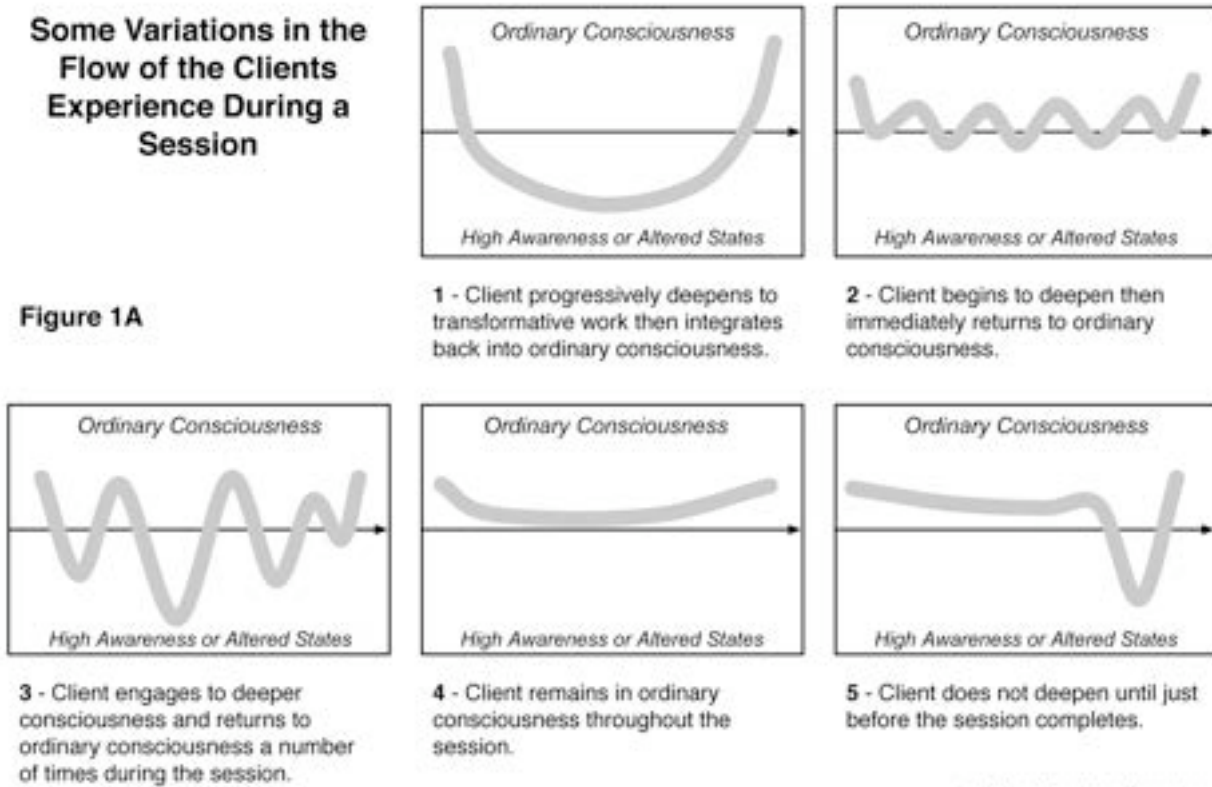 Some Variations in the
Flow of the Clients
Experience During a
Session
Figure 1A
Ordinary Consciousness
High Awareness or Altered States
1 - Client progressively deepens to
transformative work then integrates
back into ordinary consciousness.
Ordinary Consciousness
High Awareness or Altered States
2 - Client begins to deepen then
immediately returns to ordinary
consciousness.
Ordinary Consciousness
High Awareness or Altered States
3 - Client engages to deeper
consciousness and returns to
ordinary consciousness a number
of times during the session.
Ordinary Consciousness
High Awareness or Altered States
4 - Client remains in ordinary
consciousness throughout the
session.
Ordinary Consciousness
High Awareness or Altered States
5 - Client does not deepen until just
before the session completes.